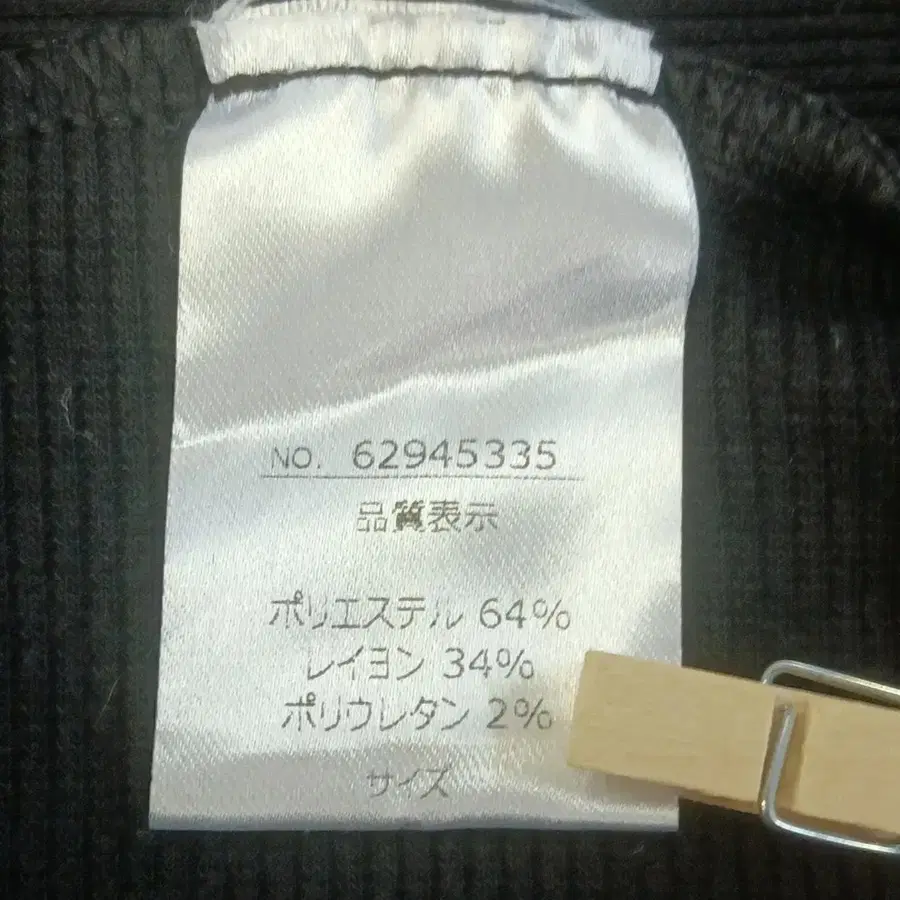 NO. 62945335
品質表示
ポリエステル 64%
レイヨン 34%
ポリウレタン 2%
サイズ